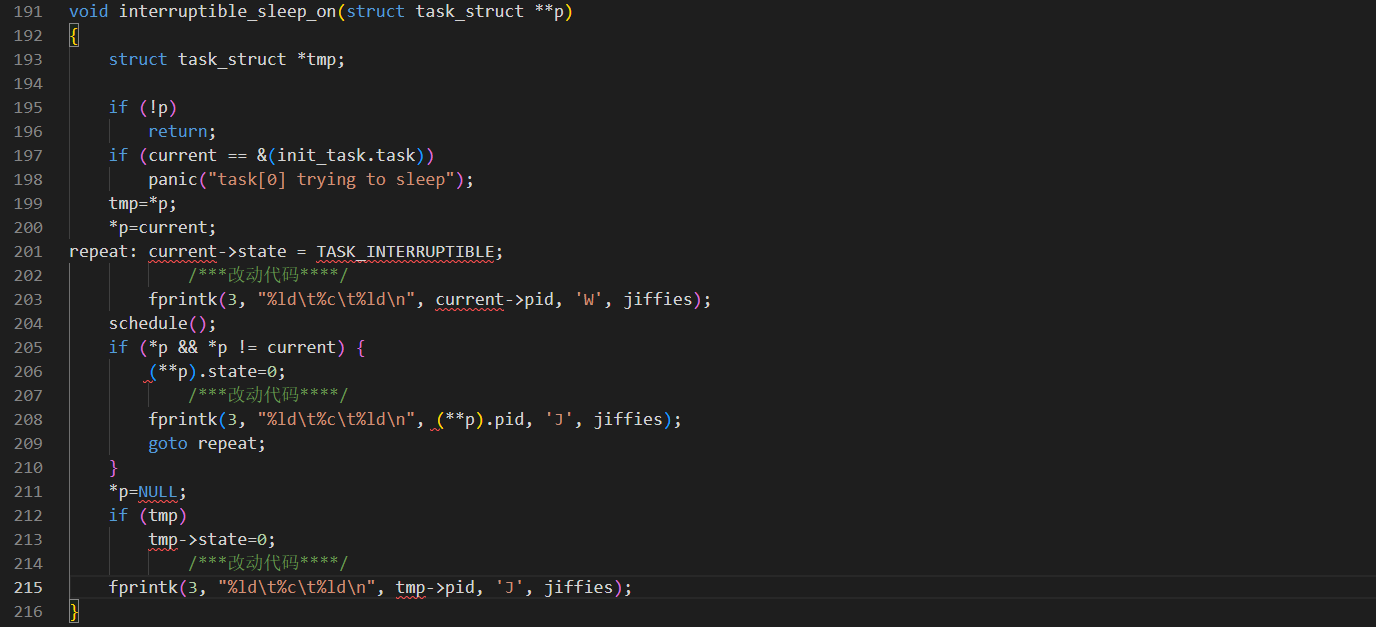 191 void interruptible_sleep_on(struct task_struct **p)
192 {
193     struct task_struct *tmp;
194
195     if (!p)
196         return;
197     if (current == &(init_task.task))
198         panic("task[0] trying to sleep");
199     tmp=*p;
200     *p=current;
201 repeat: current->state = TASK_INTERRUPTIBLE;
202             /***改动代码****/
203         fprintk(3, "%ld\t%c\t%ld\n", current->pid, 'W', jiffies);
204     schedule();
205     if (*p && *p != current) {
206         (**p).state=0;
207             /***改动代码****/
208         fprintk(3, "%ld\t%c\t%ld\n", (**p).pid, 'J', jiffies);
209         goto repeat;
210     }
211     *p=NULL;
212     if (tmp)
213         tmp->state=0;
214             /***改动代码****/
215     fprintk(3, "%ld\t%c\t%ld\n", tmp->pid, 'J', jiffies);
216 }